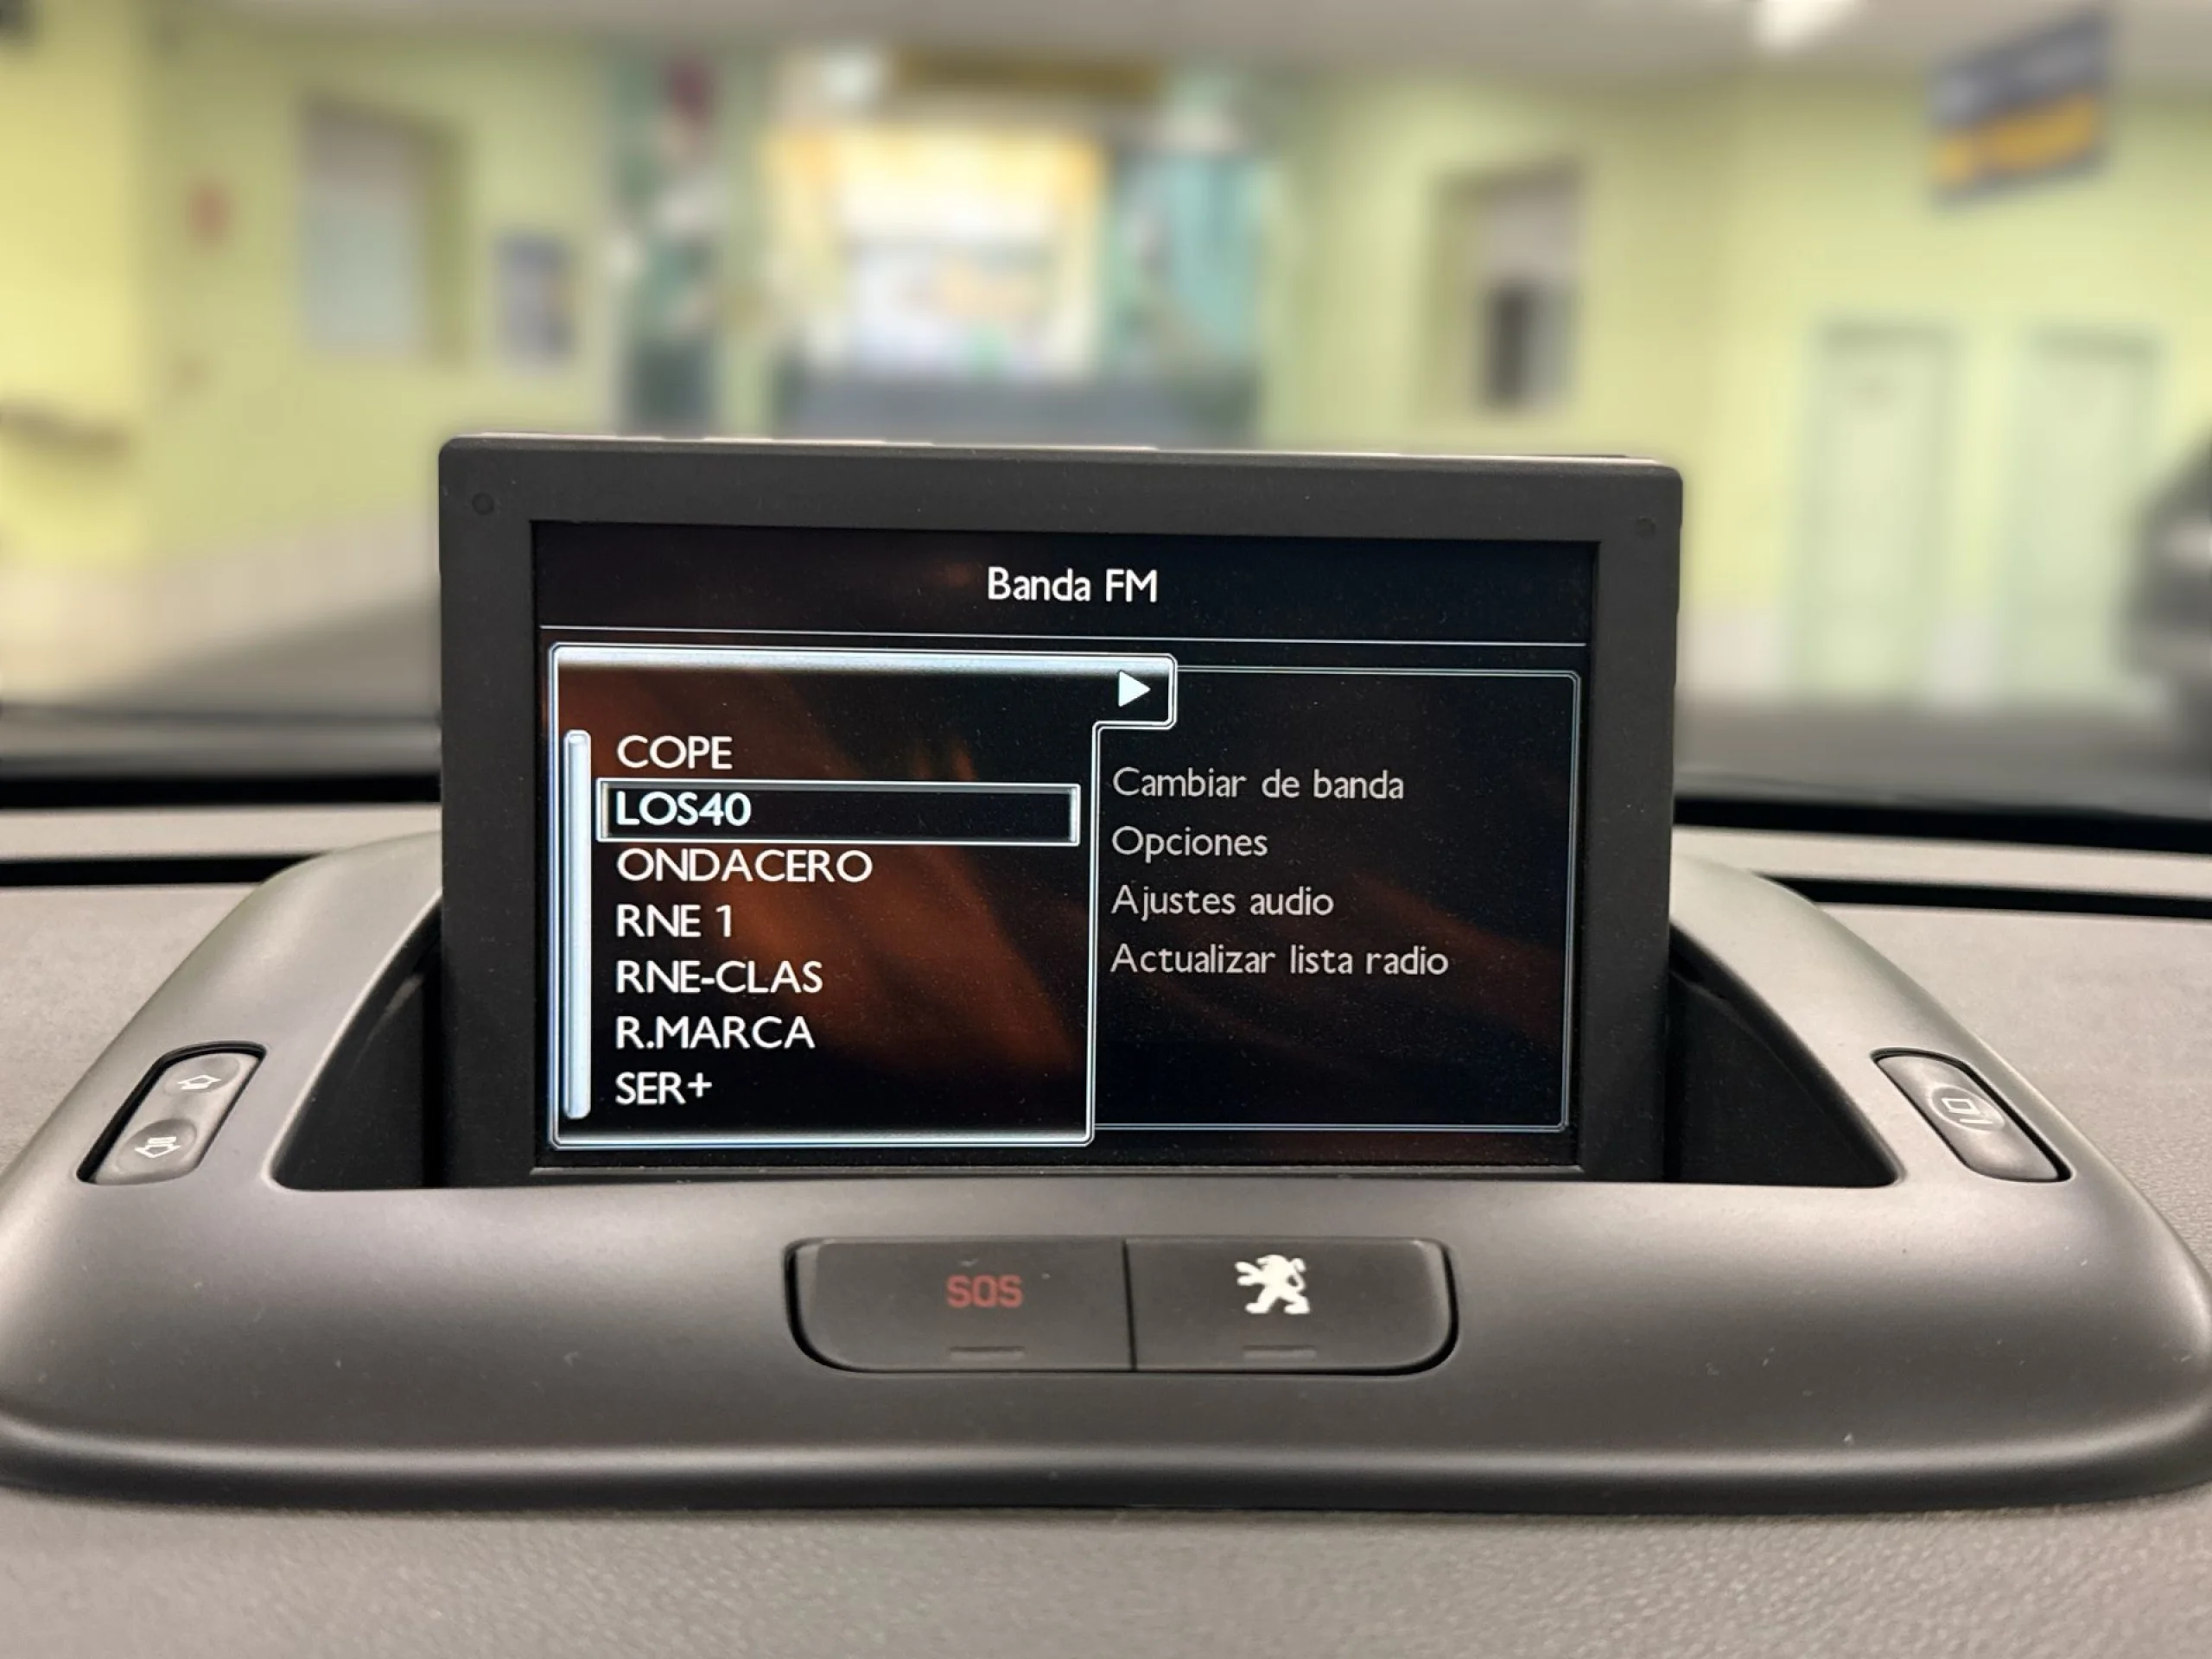 Banda FM
COPE
LOS40
ONDACERO
RNE 1
RNE-CLAS
R.MARCA
SER+
Cambiar de banda
Opciones
Ajustes audio
Actualizar lista radio
SOS